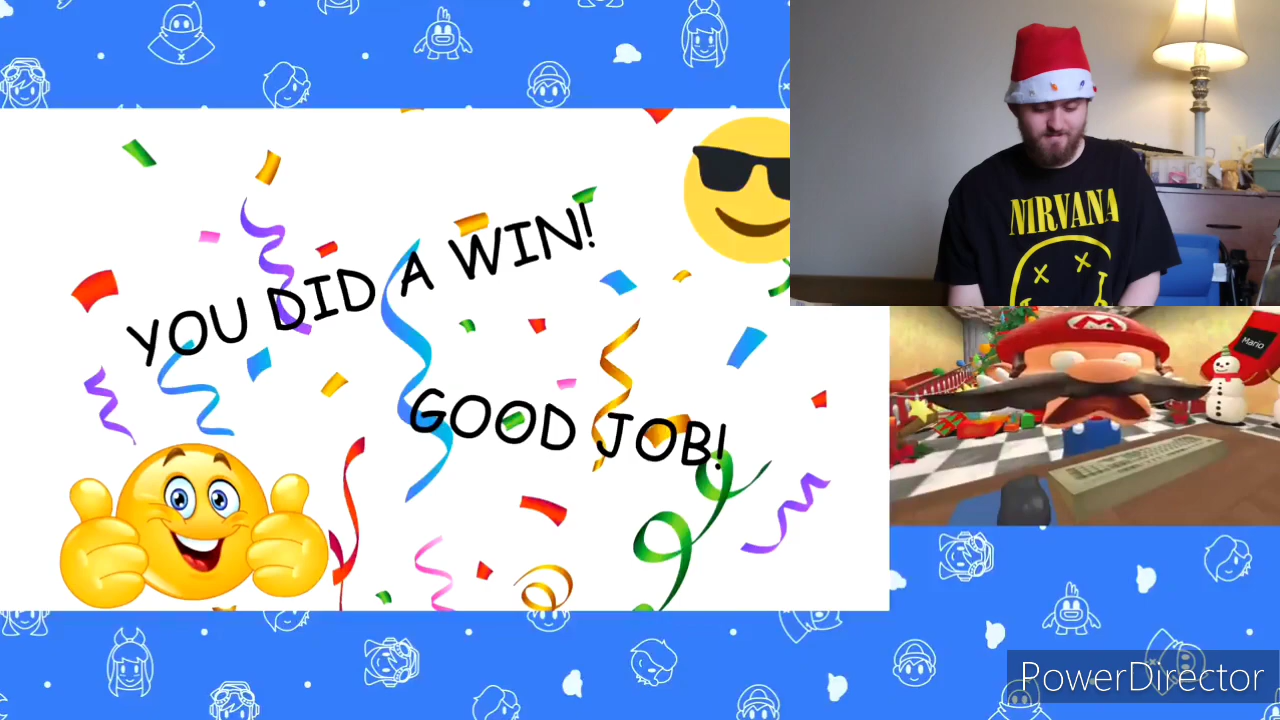 YOU DID A WIN!
GOOD JOB!
NIRVANA
M
Mario
PowerDirector